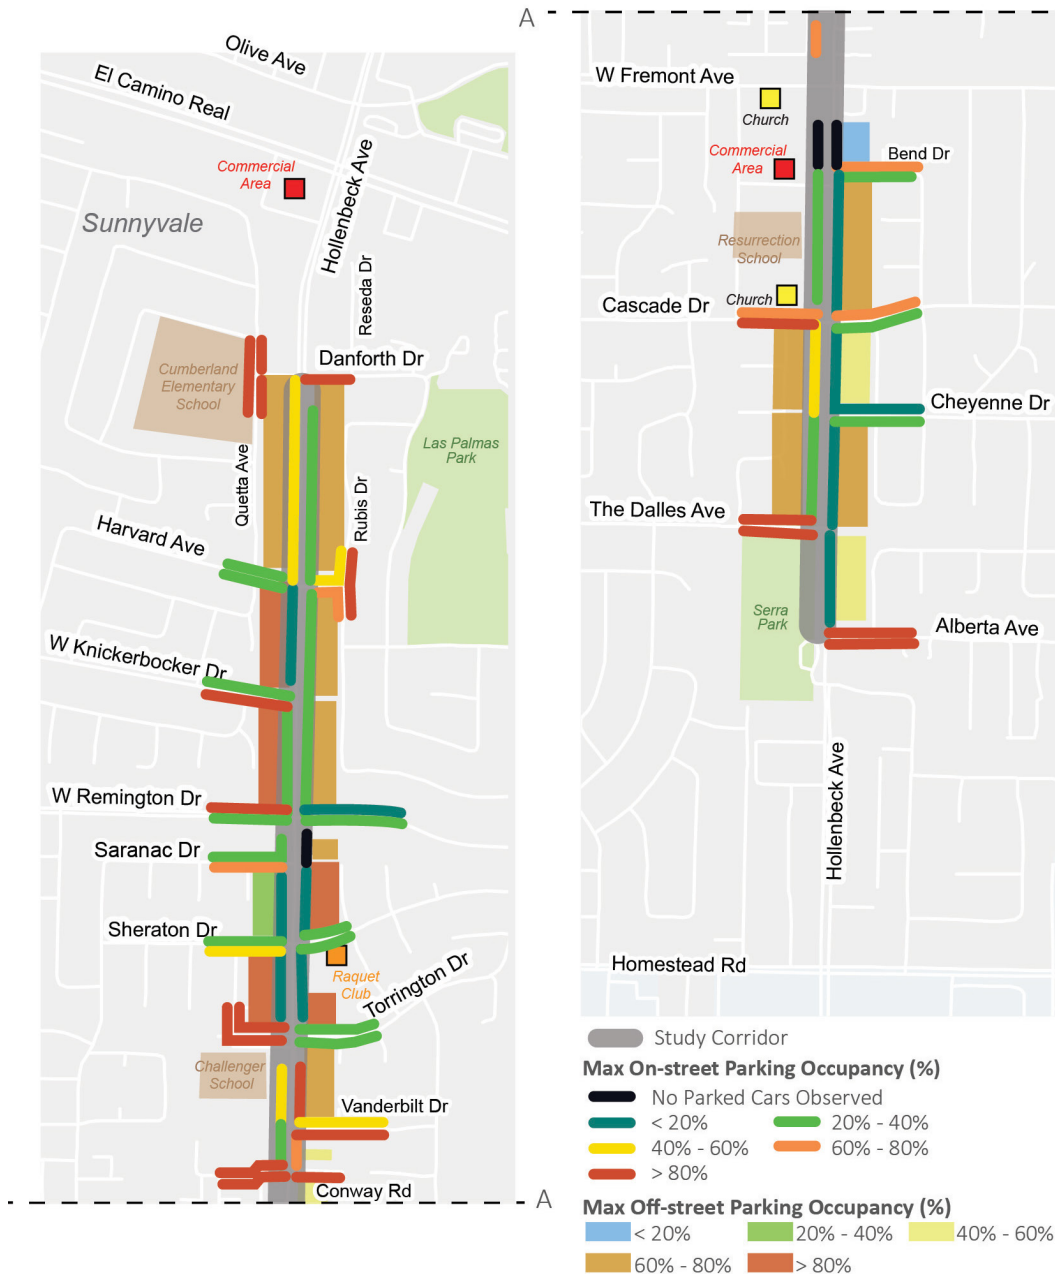 Olive Ave
El Camino Real
Commercial
Area
Hollenbeck Ave
Sunnyvale
Reseda Dr
Danforth Dr
Cumberland
Elementary
School
Las Palmas
Park
Quetta Ave
Rubis Dr
Harvard Ave
W Knickerbocker Dr
W Remington Dr
Saranac Dr
Sheraton Dr
Raquet
Club
Torrington Dr
Challenger
School
Vanderbilt Dr
Conway Rd
A
A
W Fremont Ave
Church
Commercial
Area
Bend Dr
Resurrection
School
Church
Cascade Dr
Cheyenne Dr
The Dalles Ave
Serra
Park
Alberta Ave
Hollenbeck Ave
Homestead Rd
Study Corridor
Max On-street Parking Occupancy (%)
No Parked Cars Observed
< 20%
20% - 40%
40% - 60%
60% - 80%
> 80%
Max Off-street Parking Occupancy (%)
< 20%
20% - 40%
40% - 60%
60% - 80%
> 80%